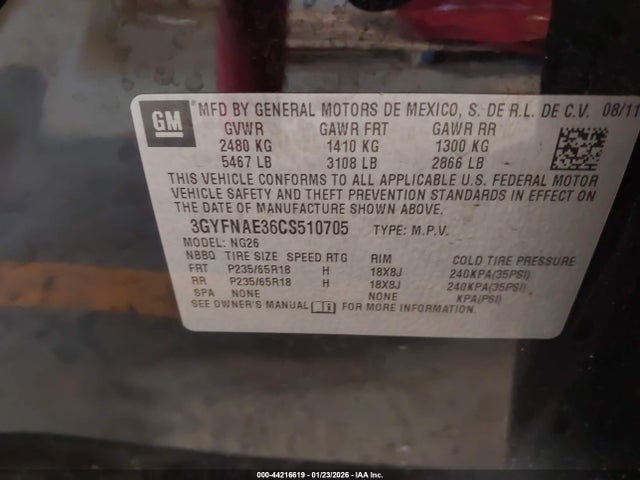 GM
MFD BY GENERAL MOTORS DE MEXICO, S. DE R.L. DE C.V. 08/11
GVWR GAWR FRT GAWR RR
2480 KG 1410 KG 1300 KG
5467 LB 3108 LB 2866 LB
THIS VEHICLE CONFORMS TO ALL APPLICABLE U.S. FEDERAL MOTOR
VEHICLE SAFETY AND THEFT PREVENTION STANDARDS IN EFFECT ON
THE DATE OF MANUFACTURE SHOWN ABOVE.
3GYFNAE36CS510705 TYPE: M.P.V.
MODEL: NG26
NBBQ TIRE SIZE SPEED RTG RIM COLD TIRE PRESSURE
FRT P235/65R18 H 18X8J 240KPA(35PSI)
RR P235/65R18 H 18X8J 240KPA(35PSI)
SPA NONE NONE KPA(PSI)
SEE OWNER'S MANUAL FOR MORE INFORMATION.
000-44216619 | 01/23/2026 - IAA Inc.